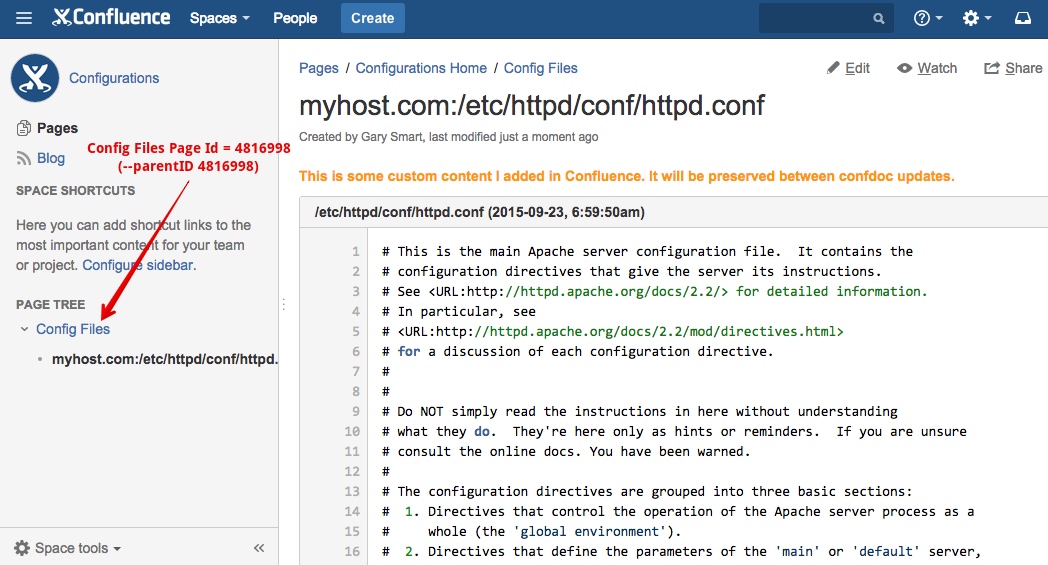 Confluence Spaces People Create
Configurations
Pages
Blog
Config Files Page Id = 4816998
(--parentID 4816998)
SPACE SHORTCUTS
Here you can add shortcut links to the
most important content for your team
or project. Configure sidebar.
PAGE TREE
Config Files
myhost.com:/etc/httpd/conf/httpd.
Space tools
Pages / Configurations Home / Config Files
Edit Watch Share
myhost.com:/etc/httpd/conf/httpd.conf
Created by Gary Smart, last modified just a moment ago
This is some custom content I added in Confluence. It will be preserved between confdoc updates.
/etc/httpd/conf/httpd.conf (2015-09-23, 6:59:50am)
1 # This is the main Apache server configuration file.  It contains the
2 # configuration directives that give the server its instructions.
3 # See <URL:http://httpd.apache.org/docs/2.2/> for detailed information.
4 # In particular, see
5 # <URL:http://httpd.apache.org/docs/2.2/mod/directives.html>
6 # for a discussion of each configuration directive.
7 #
8 #
9 # Do NOT simply read the instructions in here without understanding
10 # what they do.  They're here only as hints or reminders.  If you are unsure
11 # consult the online docs. You have been warned.
12 #
13 # The configuration directives are grouped into three basic sections:
14 #  1. Directives that control the operation of the Apache server process as a
15 #     whole (the 'global environment').
16 #  2. Directives that define the parameters of the 'main' or 'default' server,